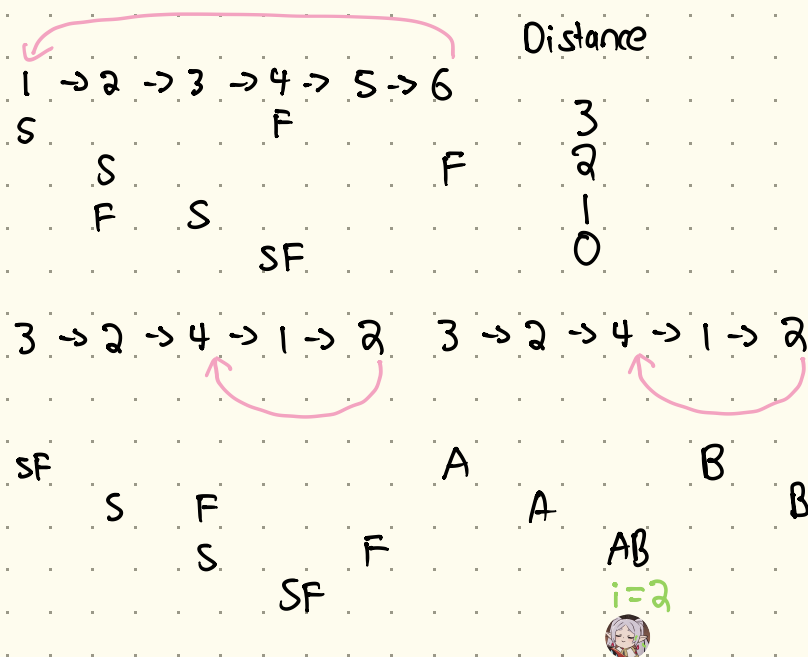 Distance
1 -> 2 -> 3 -> 4 -> 5 -> 6
S F 3
S F 2
F S 1
SF 0
3 -> 2 -> 4 -> 1 -> 2 3 -> 2 -> 4 -> 1 -> 2
SF A B
S F A B
S F AB
SF i=2